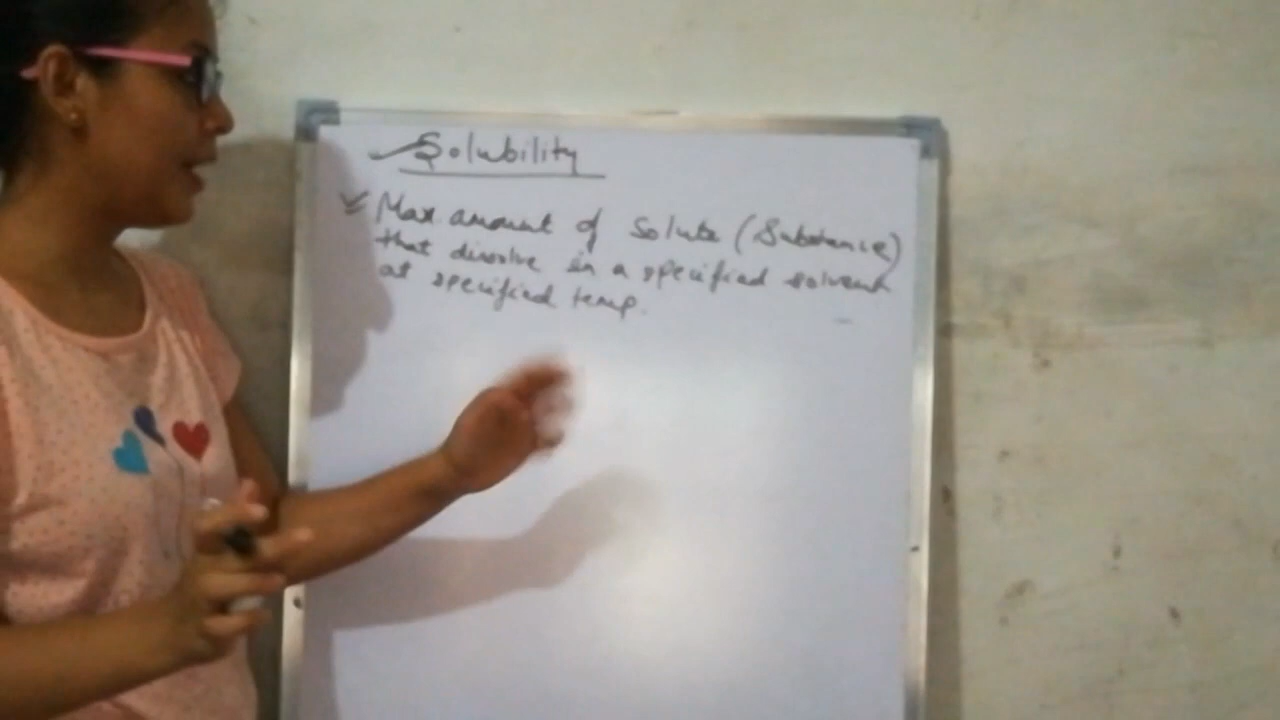 Solubility
Max amount of Solute (Substance)
that dissolve in a specified solvent
at specified temp.